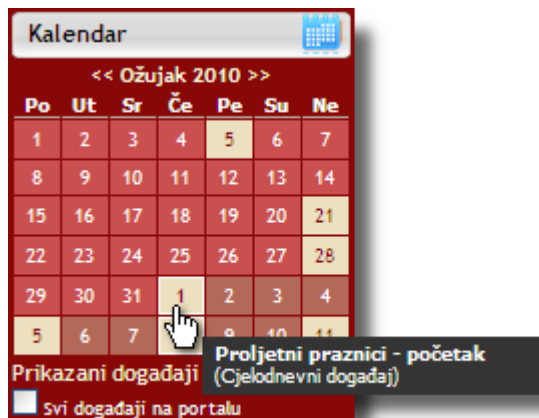 Kalendar
<< Ožujak 2010 >>
Po Ut Sr Če Pe Su Ne
1 2 3 4 5 6 7
8 9 10 11 12 13 14
15 16 17 18 19 20 21
22 23 24 25 26 27 28
29 30 31 1 2 3 4
5 6 7 9 10 11
Proljetni praznici - početak
Prikazani događaji (Cjelodnevni događaj)
Svi događaji na portalu